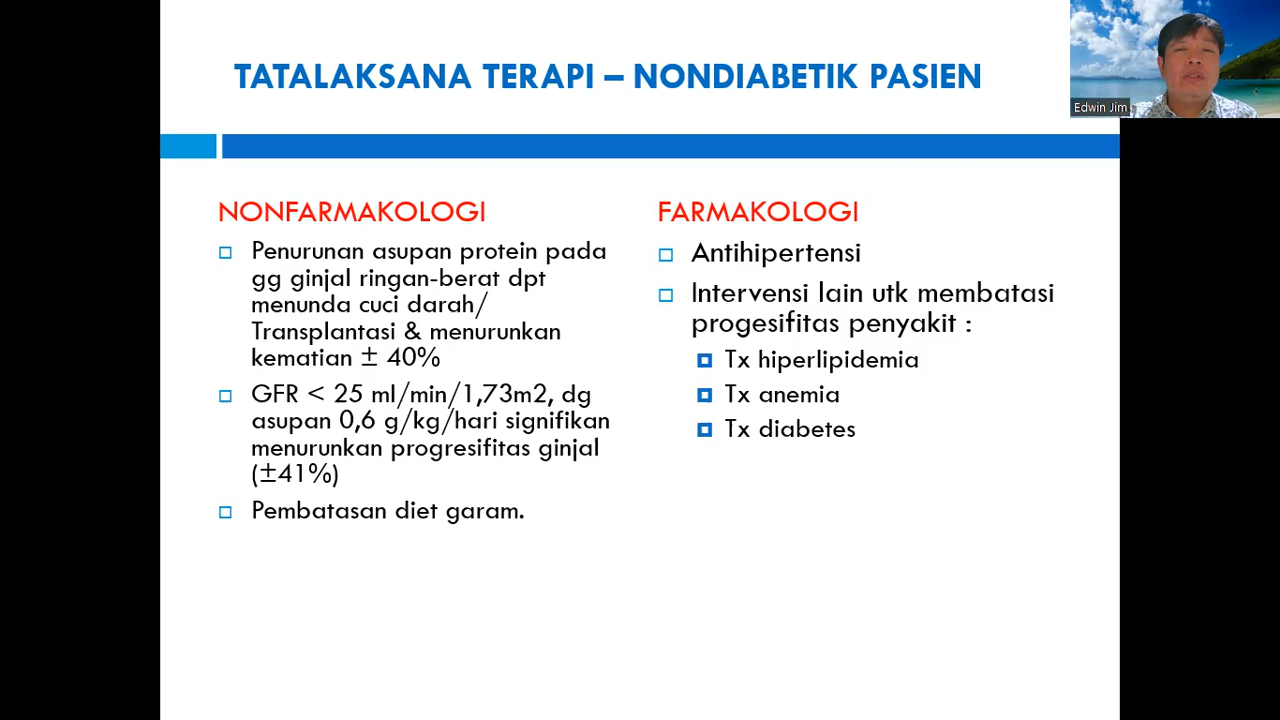 TATALAKSANA TERAPI – NONDIABETIK PASIEN
Edwin Jim
NONFARMAKOLOGI
Penurunan asupan protein pada
gg ginjal ringan-berat dpt
menunda cuci darah/
Transplantasi & menurunkan
kematian ± 40%
GFR < 25 ml/min/1,73m2, dg
asupan 0,6 g/kg/hari signifikan
menurunkan progresifitas ginjal
(±41%)
Pembatasan diet garam.
FARMAKOLOGI
Antihipertensi
Intervensi lain utk membatasi
progesifitas penyakit :
Tx hiperlipidemia
Tx anemia
Tx diabetes